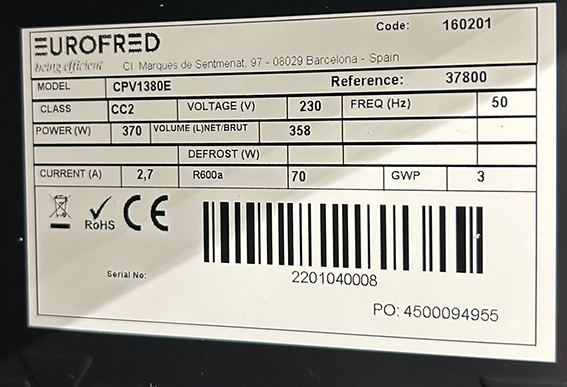 EUROFRED
Code: 160201
being efficient
Cl. Marques de Sentmenat, 97 - 08029 Barcelona - Spain
MODEL CPV1380E Reference: 37800
CLASS CC2 VOLTAGE (V) 230 FREQ (Hz) 50
POWER (W) 370 VOLUME (L)NET/BRUT 358
DEFROST (W)
CURRENT (A) 2,7 R600a 70 GWP 3
RoHS CE
Serial No: 2201040008
PO: 4500094955